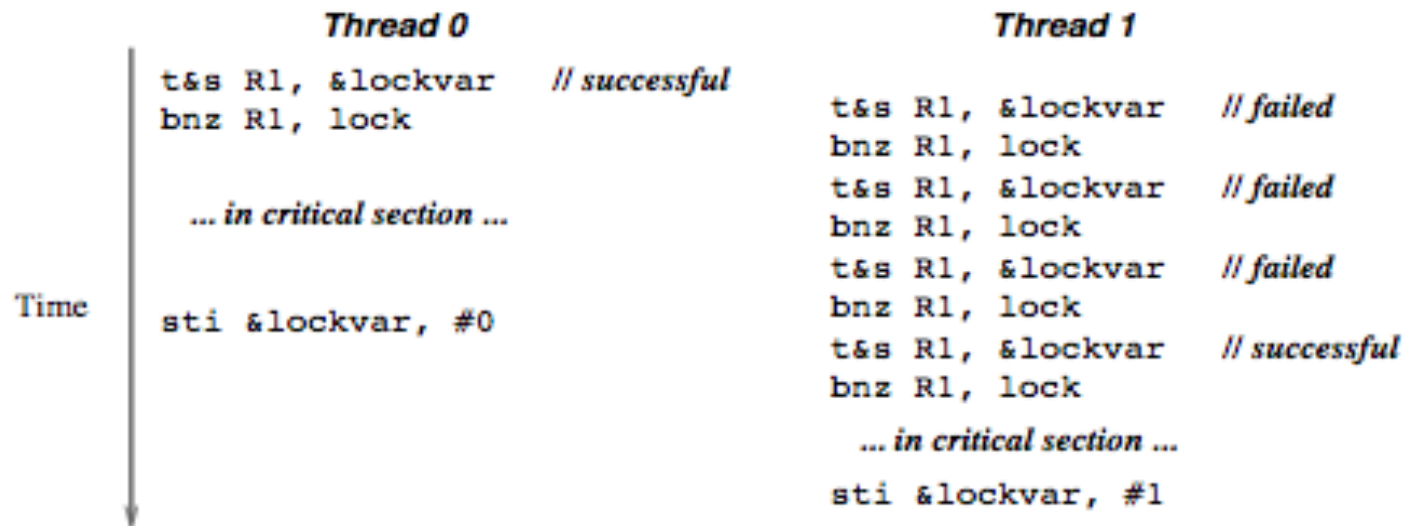 Thread 0
t&s R1, &lockvar // successful
bnz R1, lock
... in critical section ...
sti &lockvar, #0
Time
Thread 1
t&s R1, &lockvar // failed
bnz R1, lock
t&s R1, &lockvar // failed
bnz R1, lock
t&s R1, &lockvar // failed
bnz R1, lock
t&s R1, &lockvar // successful
bnz R1, lock
... in critical section ...
sti &lockvar, #1